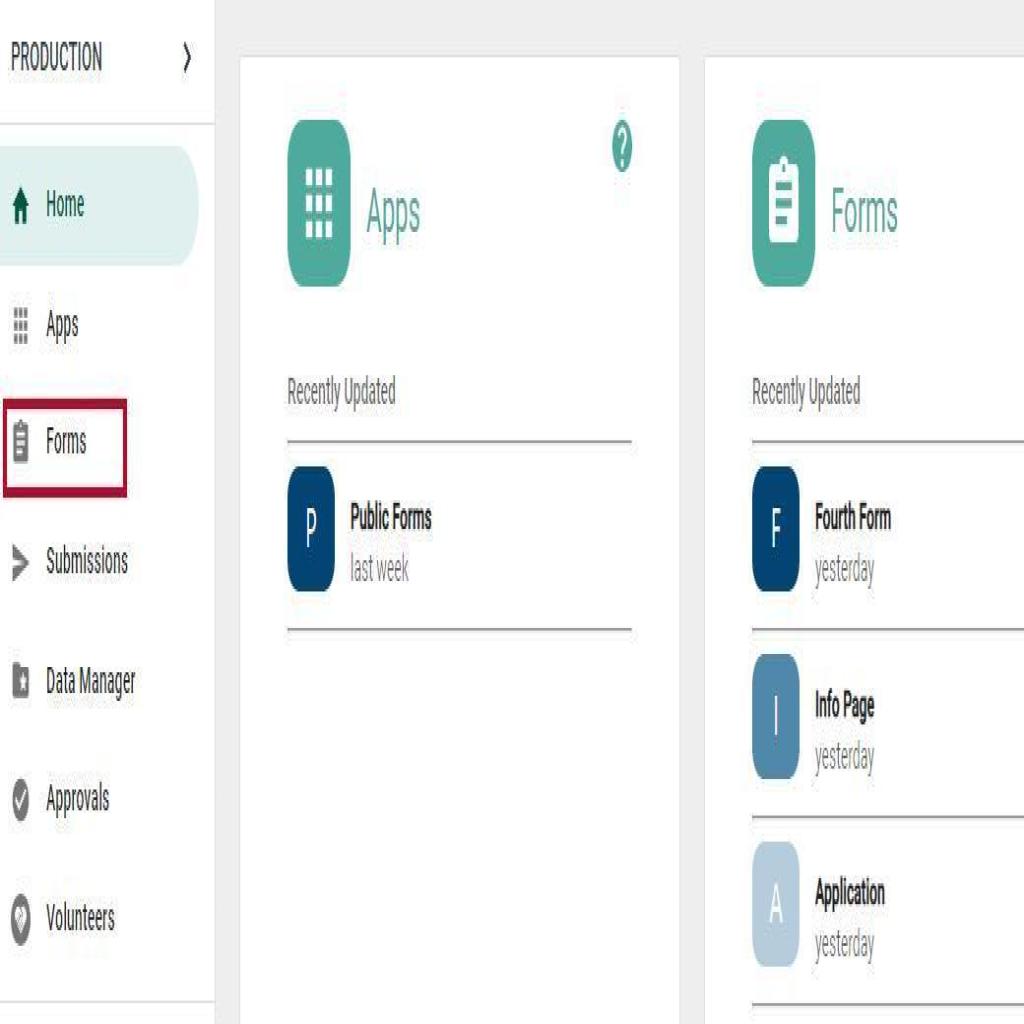 PRODUCTION
Home
Apps
Forms
Submissions
Data Manager
Approvals
Volunteers
Apps
?
Recently Updated
P
Public Forms
last week
Forms
Recently Updated
F
Fourth Form
yesterday
I
Info Page
yesterday
A
Application
yesterday